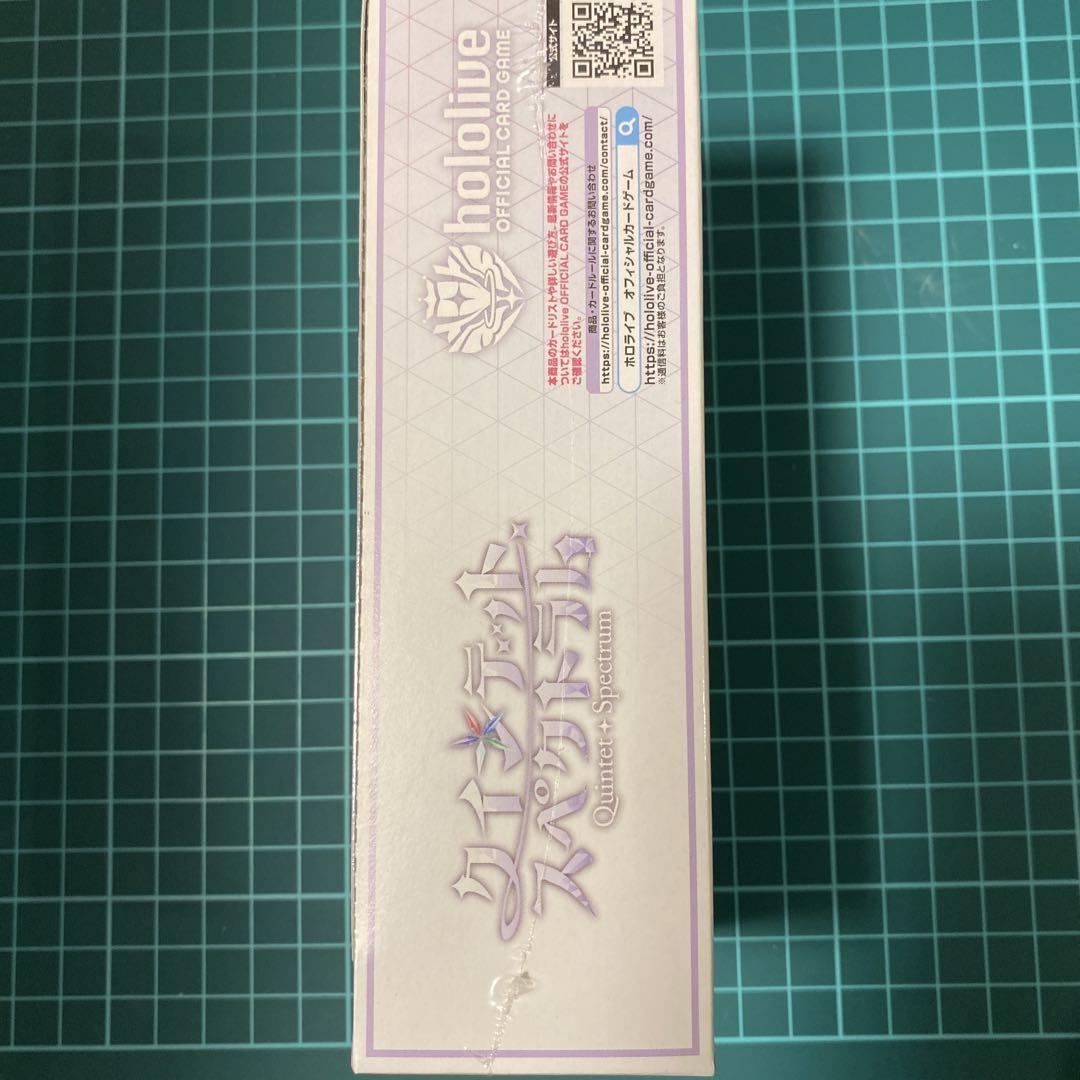 クインテット
スペクトラム
Quintet Spectrum
hololive
OFFICIAL CARD GAME
本商品のカードリストや詳しい遊び方、最新情報やお問い合わせに
ついてはhololive OFFICIAL CARD GAMEの公式サイトを
ご確認ください。
商品・カードルールに関するお問い合わせ
https://hololive-official-cardgame.com/contact/
ホロライブ オフィシャルカードゲーム
https://hololive-official-cardgame.com/
※通信料はお客様のご負担となります。
公式サイト